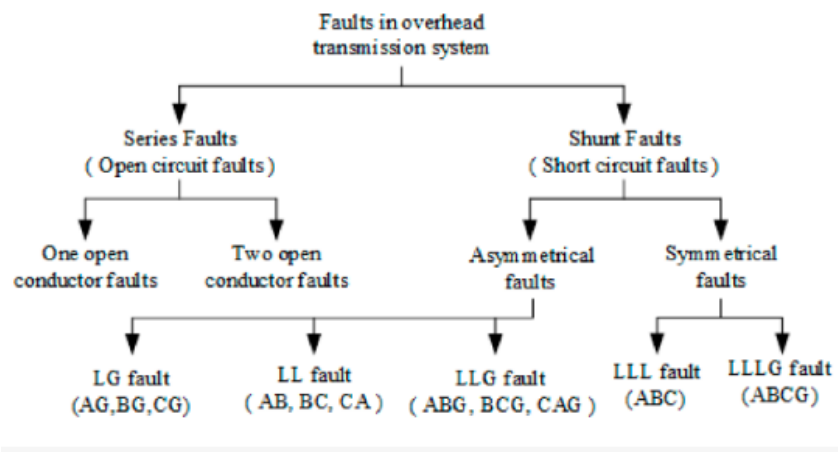 Faults in overhead
transmission system
Series Faults
( Open circuit faults )
Shunt Faults
( Short circuit faults )
One open
conductor faults
Two open
conductor faults
Asymmetrical
faults
Symmetrical
faults
LG fault
(AG,BG,CG)
LL fault
( AB, BC, CA )
LLG fault
( ABG, BCG, CAG )
LLL fault
(ABC)
LLLG fault
(ABCG)